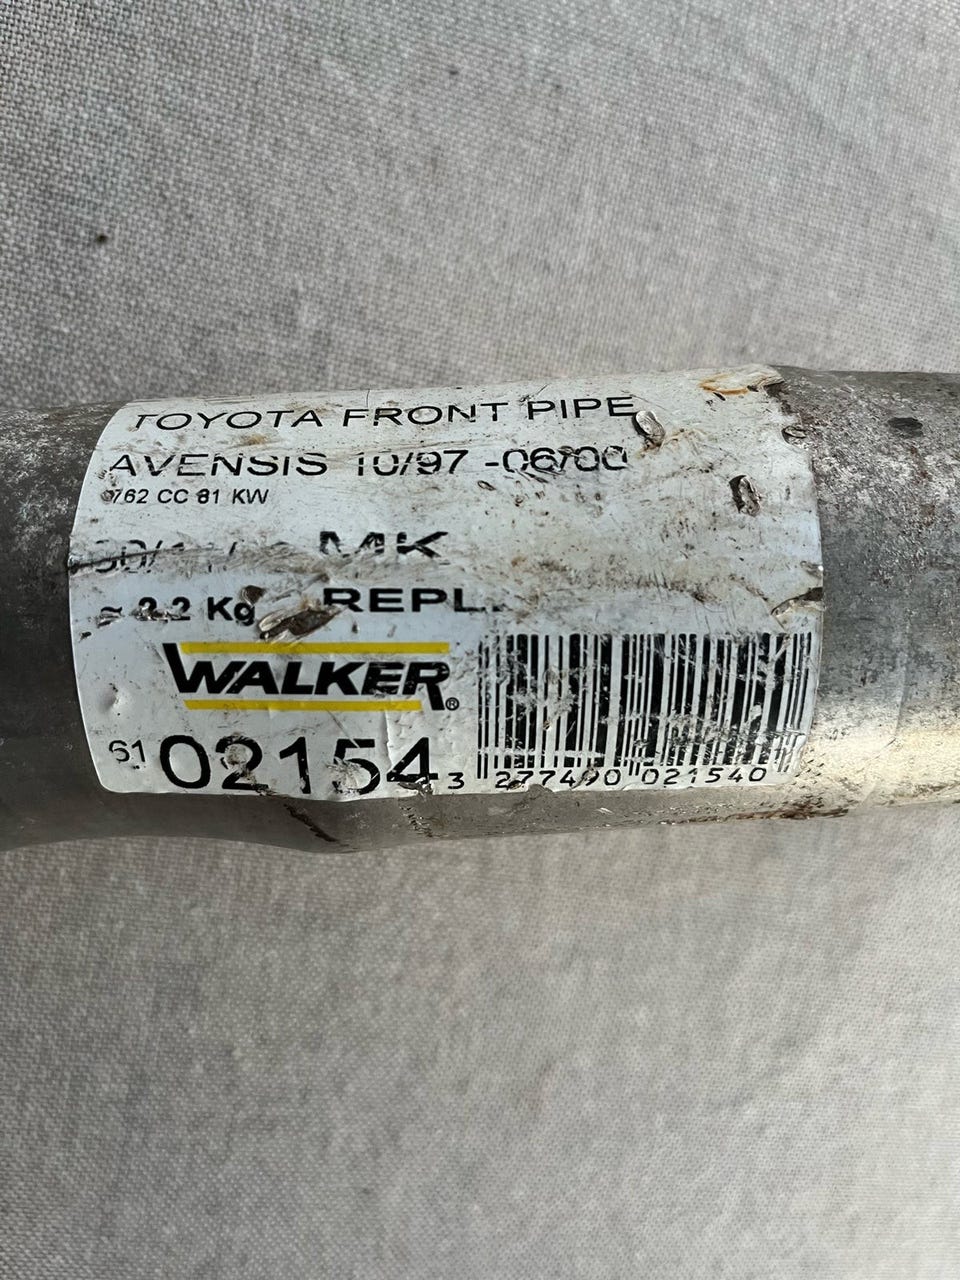 TOYOTA FRONT PIPE
AVENSIS 10/97 -06/00
762 CC 81 KW
MK
≈ 2.2 Kg REPL.
WALKER®
61 02154
3 277490 021540